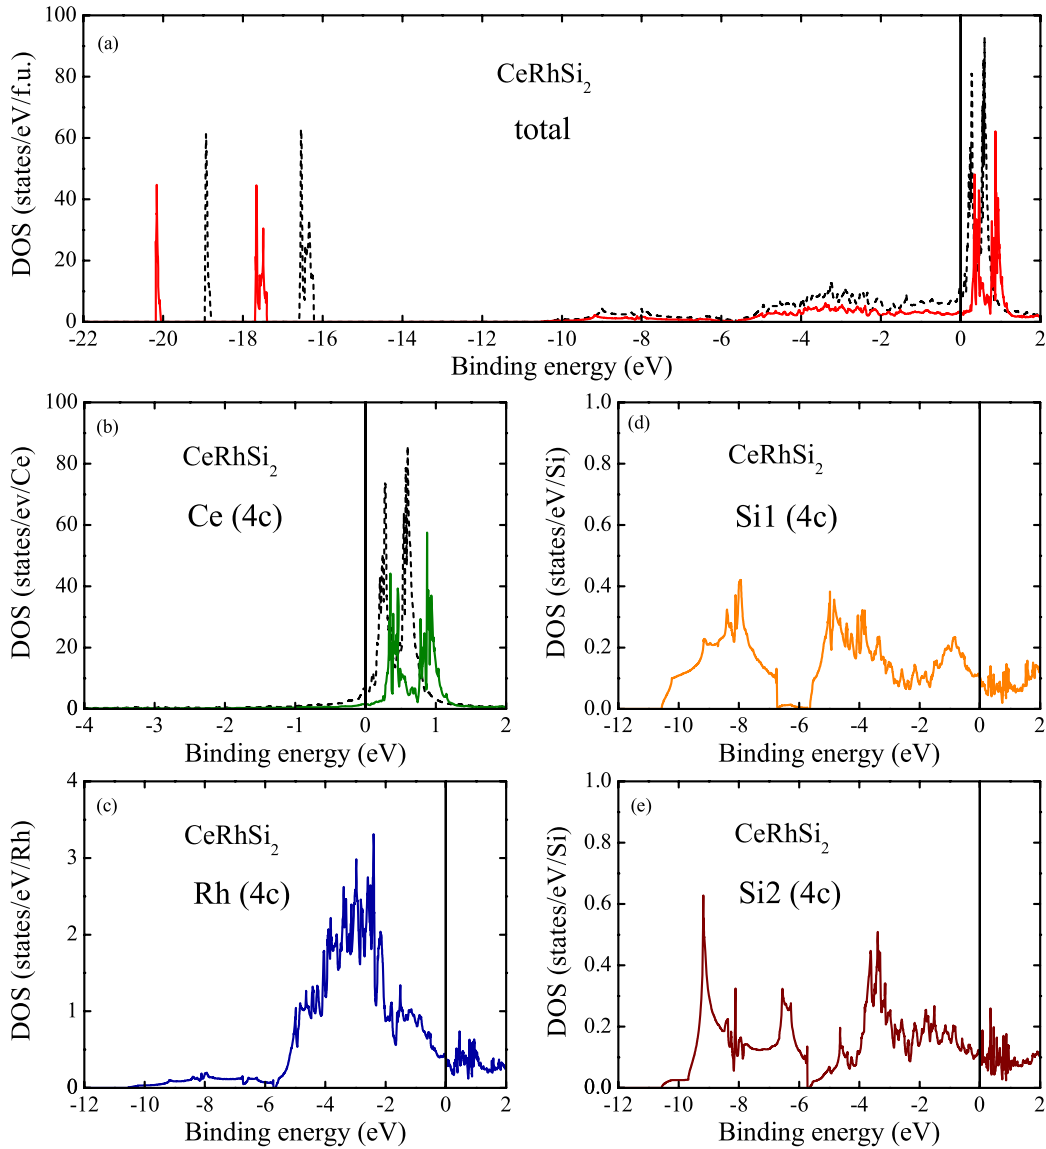 (a)
CeRhSi2
total
DOS (states/eV/f.u.)
100
80
60
40
20
0
-22 -20 -18 -16 -14 -12 -10 -8 -6 -4 -2 0 2
Binding energy (eV)
(b)
CeRhSi2
Ce (4c)
DOS (states/ev/Ce)
100
80
60
40
20
0
-4 -3 -2 -1 0 1 2
Binding energy (eV)
(d)
CeRhSi2
Si1 (4c)
DOS (states/eV/Si)
1.0
0.8
0.6
0.4
0.2
0.0
-12 -10 -8 -6 -4 -2 0 2
Binding energy (eV)
(c)
CeRhSi2
Rh (4c)
DOS (states/eV/Rh)
4
3
2
1
0
-12 -10 -8 -6 -4 -2 0 2
Binding energy (eV)
(e)
CeRhSi2
Si2 (4c)
DOS (states/eV/Si)
1.0
0.8
0.6
0.4
0.2
0.0
-12 -10 -8 -6 -4 -2 0 2
Binding energy (eV)